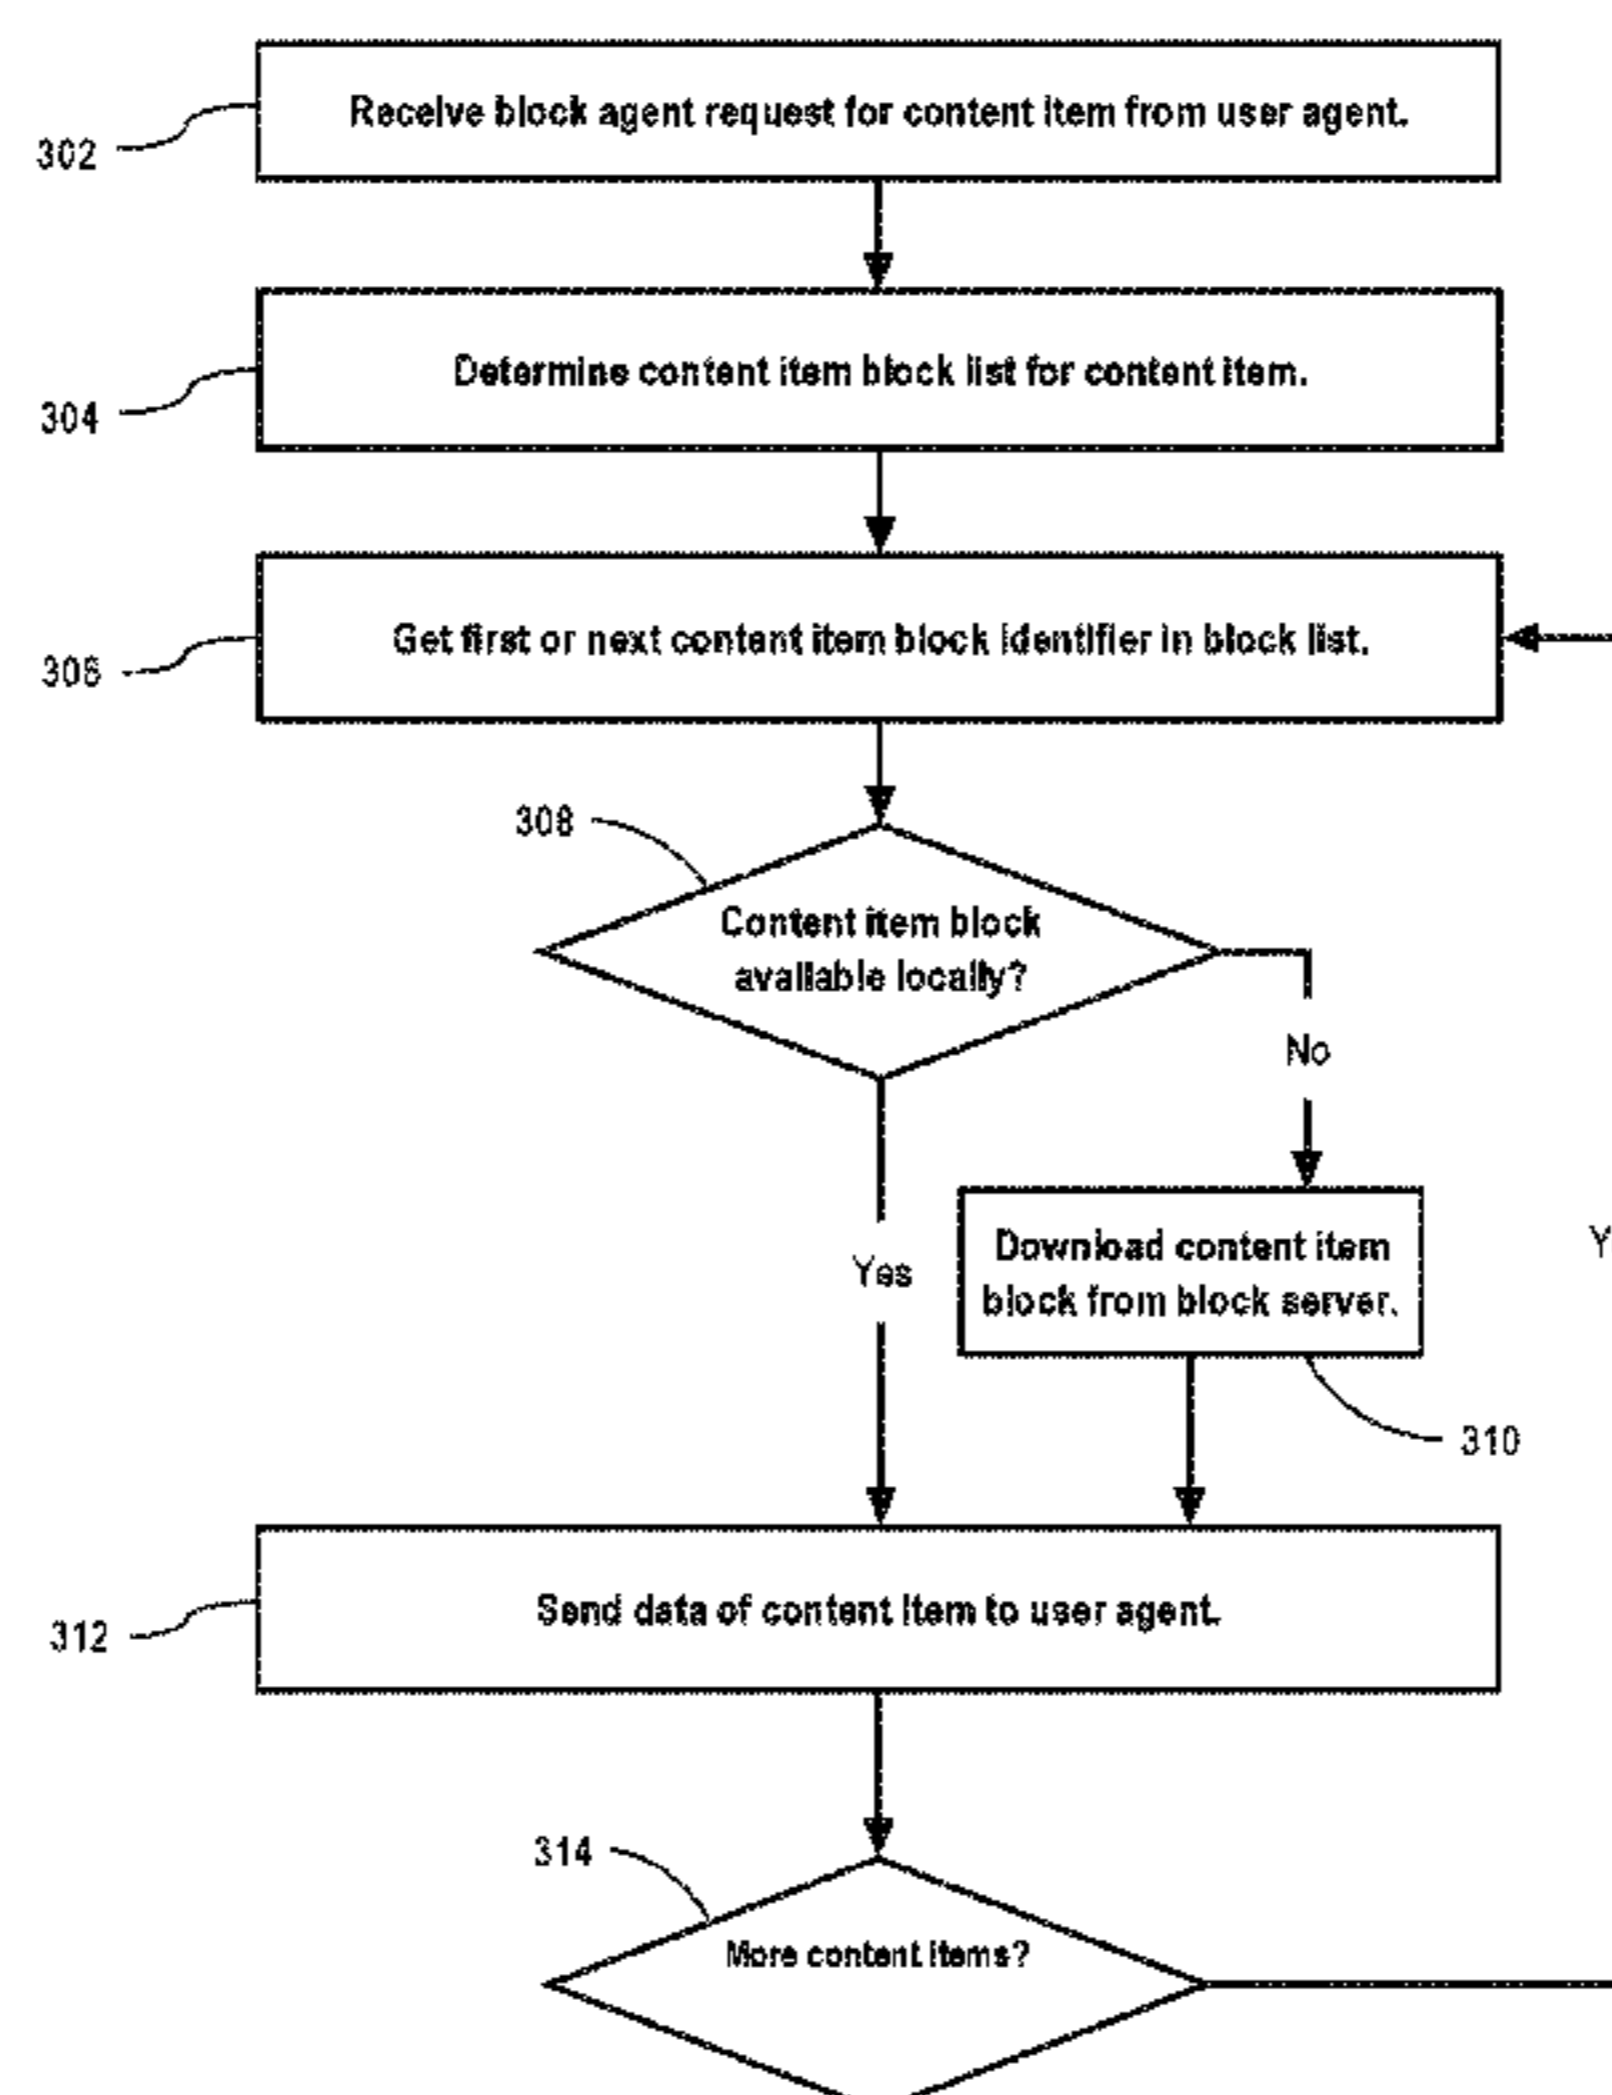 Receive block agent request for content item from user agent.
302
Determine content item block list for content item.
304
Get first or next content item block identifier in block list.
306
308
Content item block
available locally?
No
Download content item
block from block server.
Yes
310
Send data of content item to user agent.
312
314
More content items?